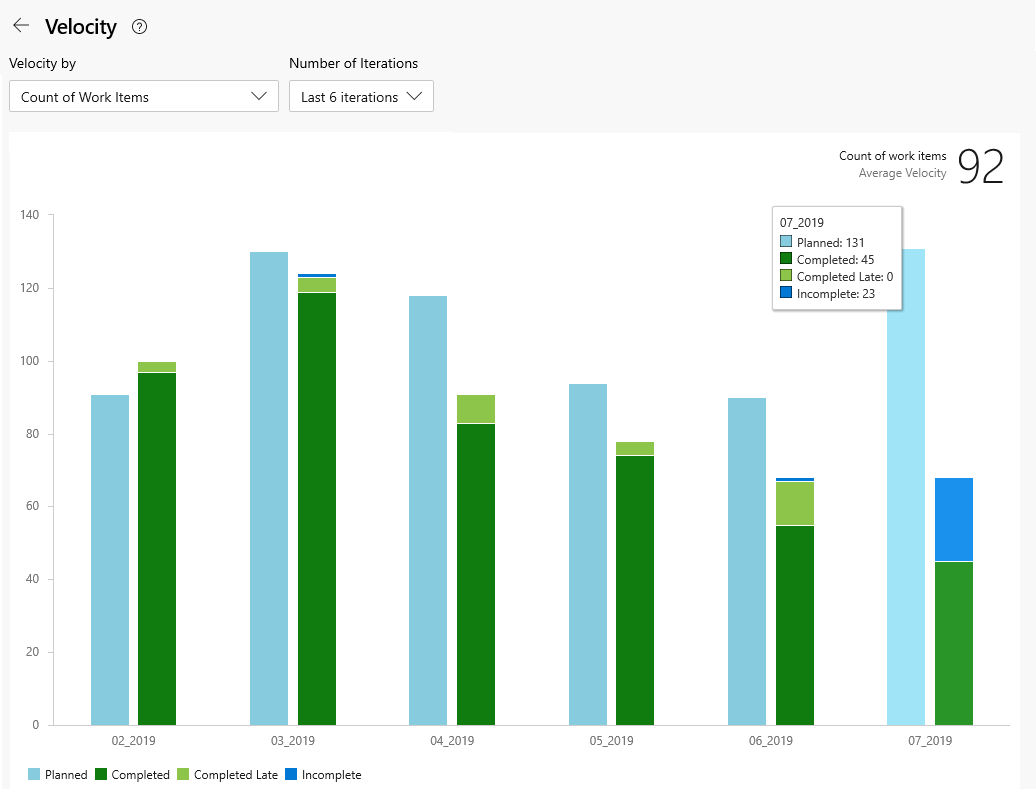 Velocity ?
Velocity by
Number of Iterations
Count of Work Items
Last 6 iterations
Count of work items
Average Velocity
92
07_2019
Planned: 131
Completed: 45
Completed Late: 0
Incomplete: 23
140
120
100
80
60
40
20
0
02_2019 03_2019 04_2019 05_2019 06_2019 07_2019
Planned Completed Completed Late Incomplete